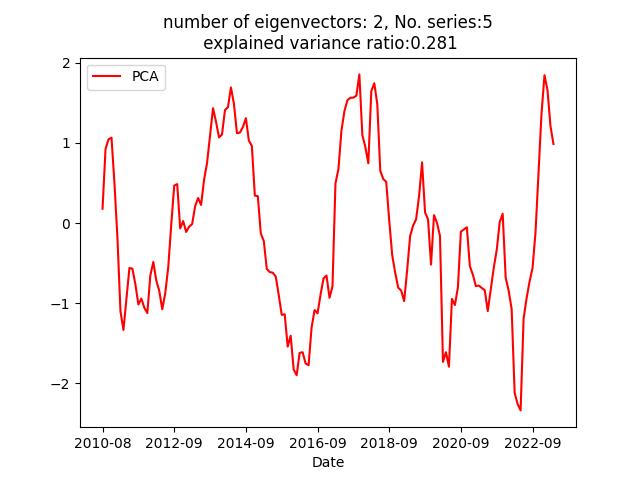 number of eigenvectors: 2, No. series:5
explained variance ratio:0.281
PCA
2
1
0
−1
−2
2010-08 2012-09 2014-09 2016-09 2018-09 2020-09 2022-09
Date